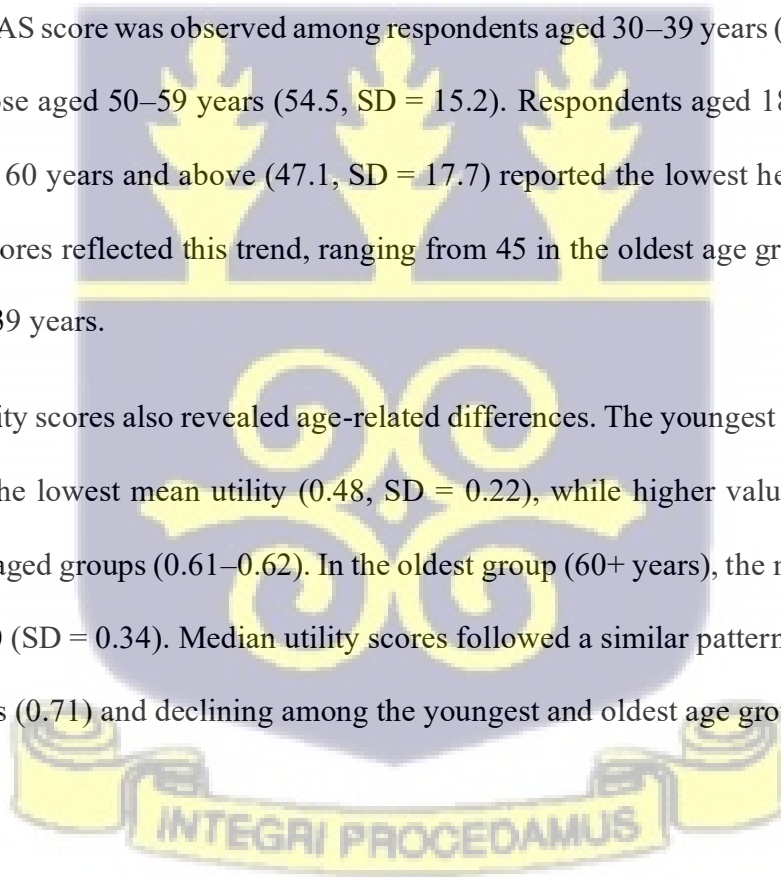 AS score was observed among respondents aged 30–39 years (
ose aged 50–59 years (54.5, SD = 15.2). Respondents aged 18
60 years and above (47.1, SD = 17.7) reported the lowest he
ores reflected this trend, ranging from 45 in the oldest age gr
39 years.
ity scores also revealed age-related differences. The youngest
he lowest mean utility (0.48, SD = 0.22), while higher valu
aged groups (0.61–0.62). In the oldest group (60+ years), the
(SD = 0.34). Median utility scores followed a similar pattern
s (0.71) and declining among the youngest and oldest age gro
INTEGRI PROCEDAMUS